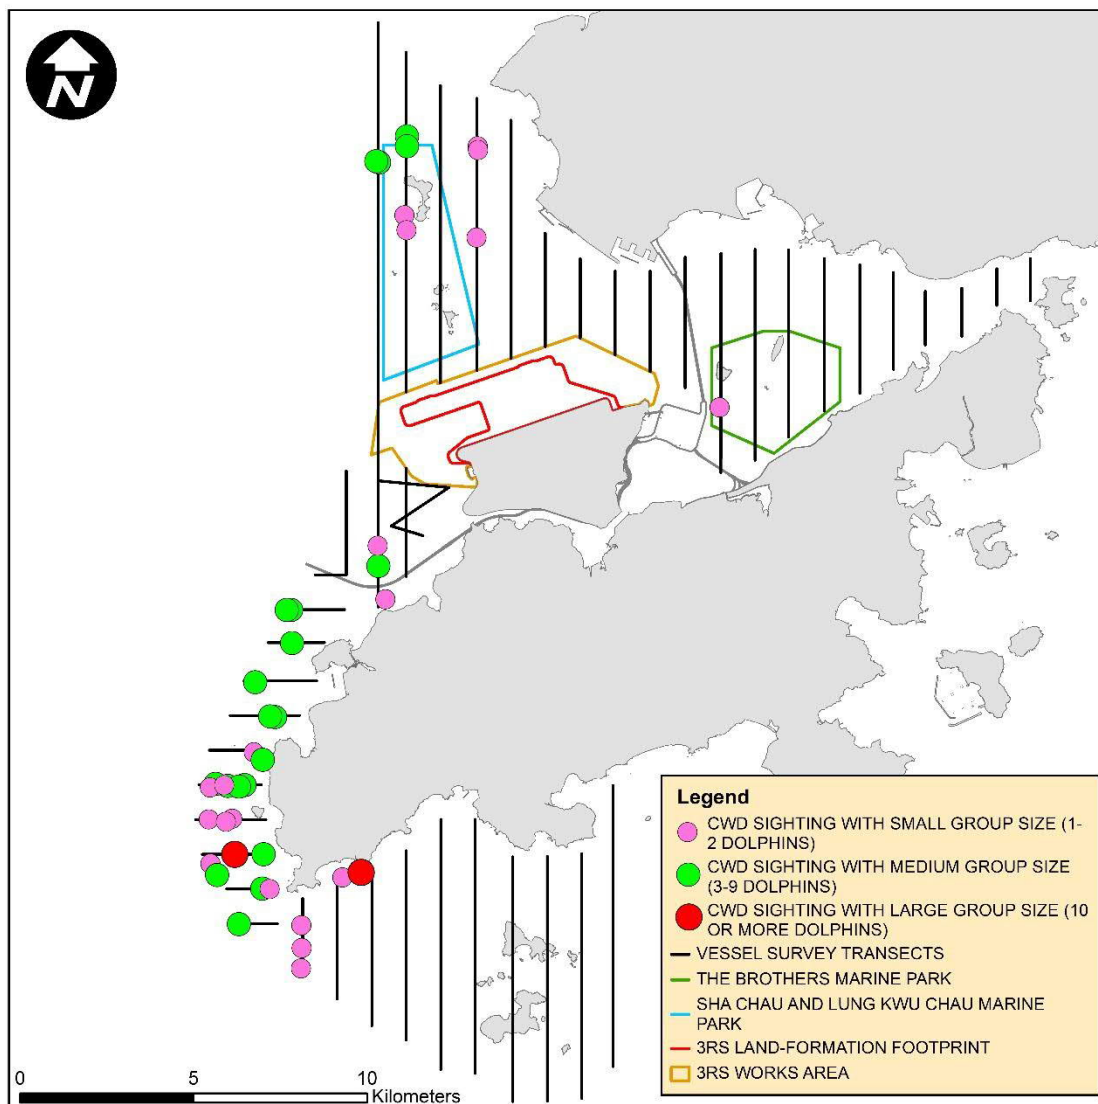 N
Legend
CWD SIGHTING WITH SMALL GROUP SIZE (1-
2 DOLPHINS)
CWD SIGHTING WITH MEDIUM GROUP SIZE
(3-9 DOLPHINS)
CWD SIGHTING WITH LARGE GROUP SIZE (10
OR MORE DOLPHINS)
VESSEL SURVEY TRANSECTS
THE BROTHERS MARINE PARK
SHA CHAU AND LUNG KWU CHAU MARINE
PARK
3RS LAND-FORMATION FOOTPRINT
3RS WORKS AREA
0 5 10
Kilometers